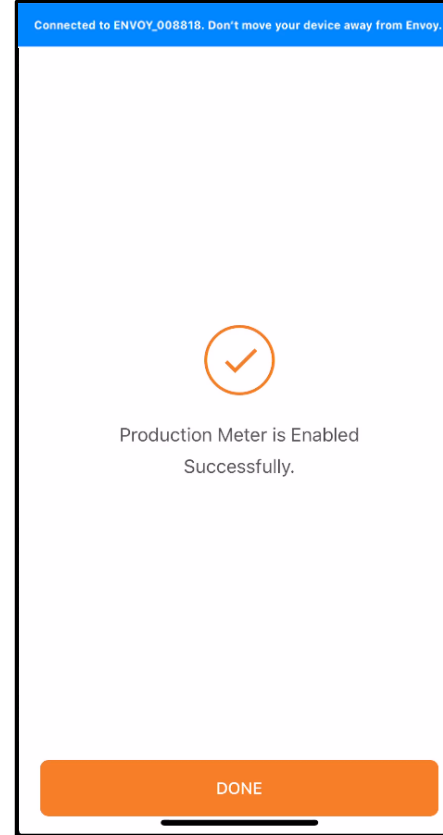 Connected to ENVOY_008818. Don't move your device away from Envoy.
Production Meter is Enabled
Successfully.
DONE